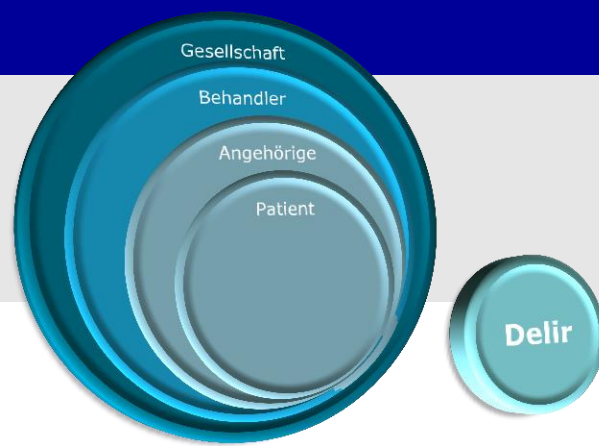 Gesellschaft
Behandler
Angehörige
Patient
Delir